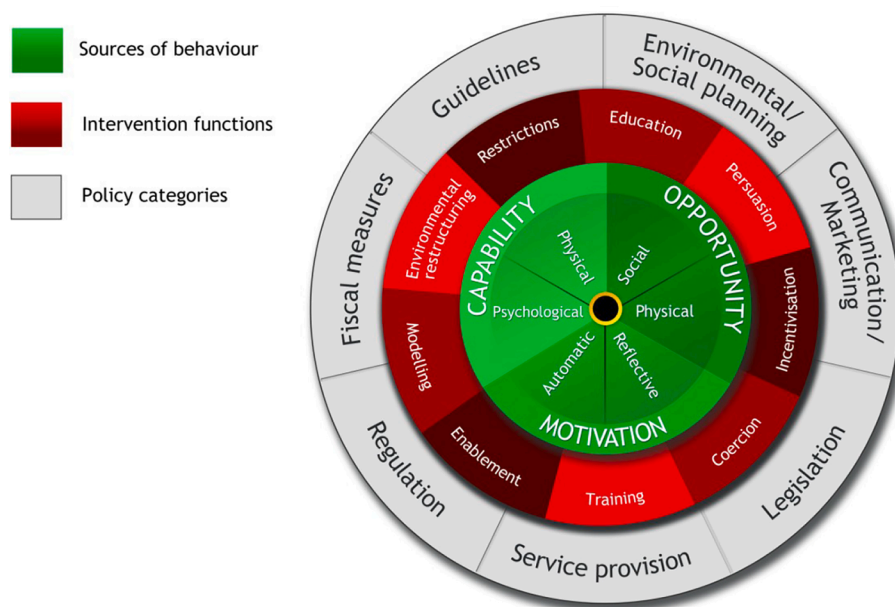 Sources of behaviour
Intervention functions
Policy categories
Guidelines
Environmental/
Social planning
Communication/
Marketing
Legislation
Service provision
Regulation
Fiscal measures
Restrictions
Education
Persuasion
Incentivisation
Coercion
Training
Enablement
Modelling
Environmental
restructuring
CAPABILITY
OPPORTUNITY
MOTIVATION
Physical
Social
Psychological
Physical
Automatic
Reflective